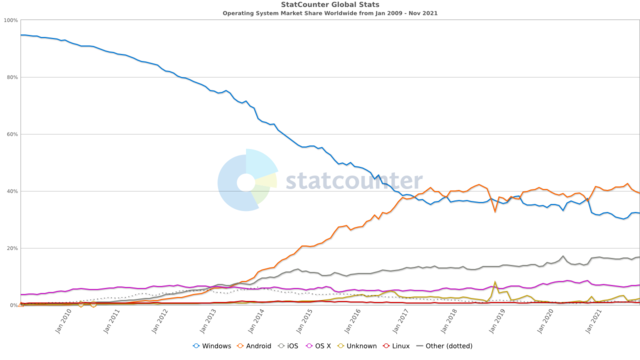 StatCounter Global Stats
Operating System Market Share Worldwide from Jan 2009 - Nov 2021
100%
80%
60%
40%
20%
0%
statcounter
Jan 2010
Jan 2011
Jan 2012
Jan 2013
Jan 2014
Jan 2015
Jan 2016
Jan 2017
Jan 2018
Jan 2019
Jan 2020
Jan 2021
Windows Android iOS OS X Unknown Linux Other (dotted)